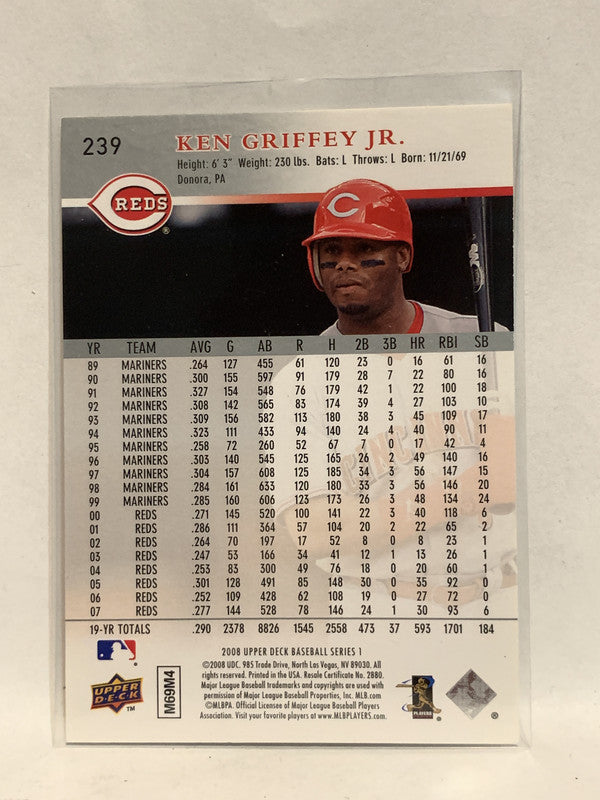 239
KEN GRIFFEY JR.
Height: 6' 3" Weight: 230 lbs. Bats: L Throws: L Born: 11/21/69
Donora, PA
REDS
®
C
YR TEAM AVG G AB R H 2B 3B HR RBI SB
89 MARINERS .264 127 455 61 120 23 0 16 61 16
90 MARINERS .300 155 597 91 179 28 7 22 80 16
91 MARINERS .327 154 548 76 179 42 1 22 100 18
92 MARINERS .308 142 565 83 174 39 4 27 103 10
93 MARINERS .309 156 582 113 180 38 3 45 109 17
94 MARINERS .323 111 433 94 140 24 4 40 90 11
95 MARINERS .258 72 260 52 67 7 0 17 42 4
96 MARINERS .303 140 545 125 165 26 2 49 140 16
97 MARINERS .304 157 608 125 185 34 3 56 147 15
98 MARINERS .284 161 633 120 180 33 3 56 146 20
99 MARINERS .285 160 606 123 173 26 3 48 134 24
00 REDS .271 145 520 100 141 22 3 40 118 6
01 REDS .286 111 364 57 104 20 2 22 65 2
02 REDS .264 70 197 17 52 8 0 8 23 1
03 REDS .247 53 166 34 41 12 1 13 26 1
04 REDS .253 83 300 49 76 18 0 20 60 1
05 REDS .301 128 491 85 148 30 0 35 92 0
06 REDS .252 109 428 62 108 19 0 27 72 0
07 REDS .277 144 528 78 146 24 1 30 93 6
19-YR TOTALS .290 2378 8826 1545 2558 473 37 593 1701 184
2008 UPPER DECK BASEBALL SERIES 1
©2008 UDC. 985 Trade Drive, North Las Vegas, NV 89030. All
rights reserved. Printed in the USA. Resale Certificate No. 2880.
Major League Baseball trademarks and copyrights are used with
permission of Major League Baseball Properties, Inc. MLB.com
©MLBPA. Official Licensee of Major League Baseball Players
Association. Visit your favorite players at www.MLBPLAYERS.com.
UPPER DECK
TM
M69M4
PLAYERS
®